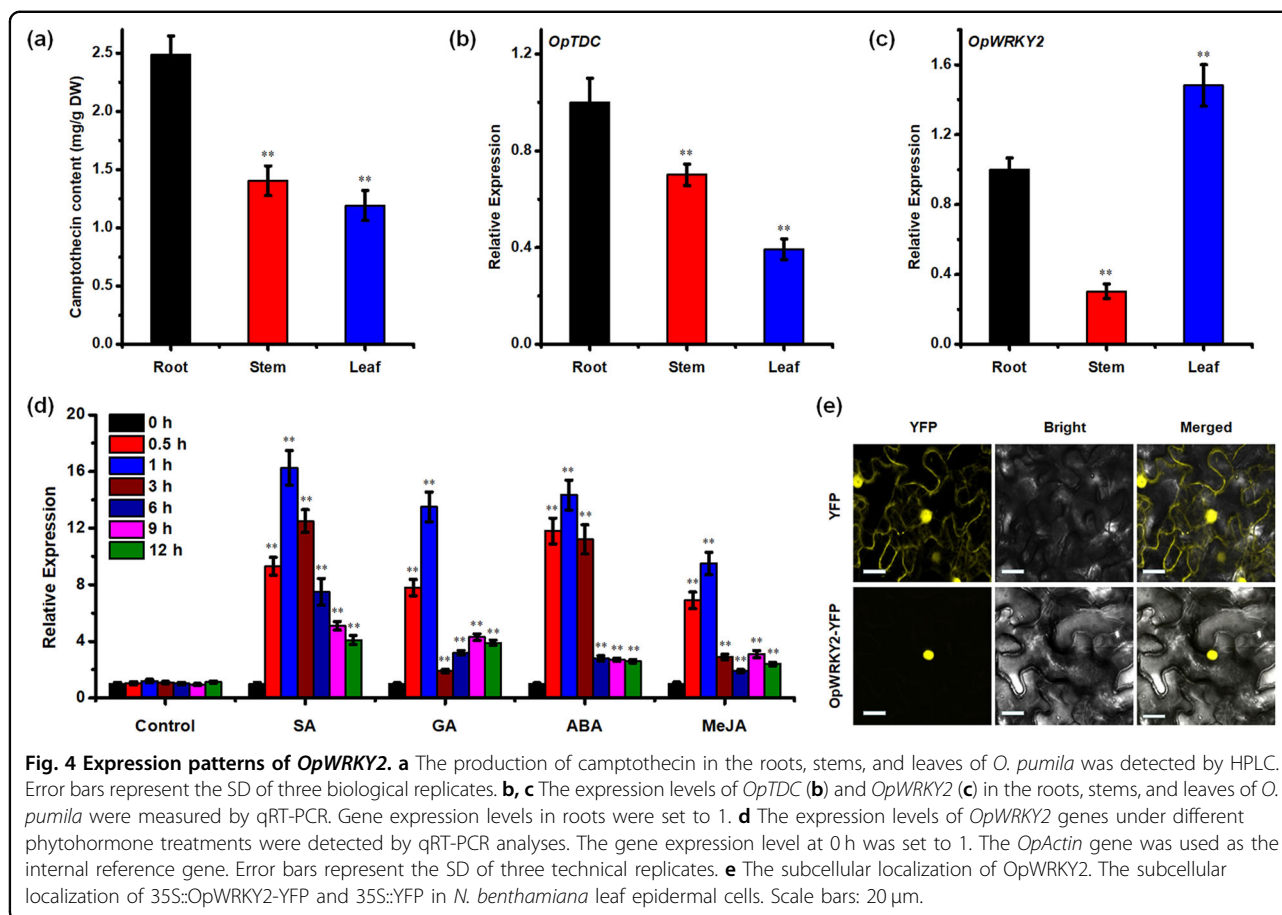 (a)
Camptothecin content (mg/g DW)
2.5
2.0
1.5
1.0
0.5
0.0
**
**
Root Stem Leaf
(b)
OpTDC
Relative Expression
1.2
0.8
0.4
0.0
**
**
Root Stem Leaf
(c)
OpWRKY2
Relative Expression
1.6
1.2
0.8
0.4
0.0
**
**
Root Stem Leaf
(d)
Relative Expression
20
16
12
8
4
0
0 h
0.5 h
1 h
3 h
6 h
9 h
12 h
** ** ** ** ** **
** ** ** ** ** **
** ** ** ** ** **
** ** ** ** ** **
Control SA GA ABA MeJA
(e)
YFP Bright Merged
YFP
OpWRKY2-YFP
Fig. 4 Expression patterns of OpWRKY2. a The production of camptothecin in the roots, stems, and leaves of O. pumila was detected by HPLC.
Error bars represent the SD of three biological replicates. b, c The expression levels of OpTDC (b) and OpWRKY2 (c) in the roots, stems, and leaves of O.
pumila were measured by qRT-PCR. Gene expression levels in roots were set to 1. d The expression levels of OpWRKY2 genes under different
phytohormone treatments were detected by qRT-PCR analyses. The gene expression level at 0 h was set to 1. The OpActin gene was used as the
internal reference gene. Error bars represent the SD of three technical replicates. e The subcellular localization of OpWRKY2. The subcellular
localization of 35S::OpWRKY2-YFP and 35S::YFP in N. benthamiana leaf epidermal cells. Scale bars: 20 μm.